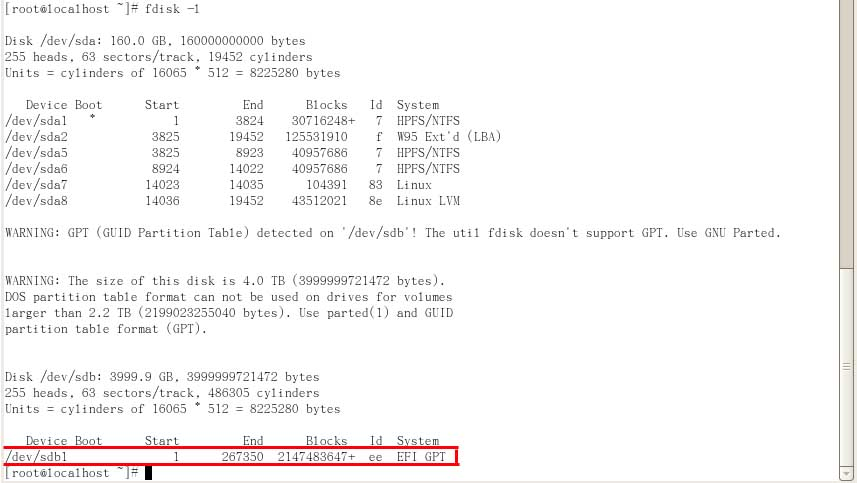 [root@localhost ~]# fdisk -l
Disk /dev/sda: 160.0 GB, 160000000000 bytes
255 heads, 63 sectors/track, 19452 cylinders
Units = cylinders of 16065 * 512 = 8225280 bytes
Device Boot Start End Blocks Id System
/dev/sda1 * 1 3824 30716248+ 7 HPFS/NTFS
/dev/sda2 3825 19452 125531910 f W95 Ext'd (LBA)
/dev/sda5 3825 8923 40957686 7 HPFS/NTFS
/dev/sda6 8924 14022 40957686 7 HPFS/NTFS
/dev/sda7 14023 14035 104391 83 Linux
/dev/sda8 14036 19452 43512021 8e Linux LVM
WARNING: GPT (GUID Partition Table) detected on '/dev/sdb'! The util fdisk doesn't support GPT. Use GNU Parted.
WARNING: The size of this disk is 4.0 TB (3999999721472 bytes).
DOS partition table format can not be used on drives for volumes
larger than 2.2 TB (2199023255040 bytes). Use parted(1) and GUID
partition table format (GPT).
Disk /dev/sdb: 3999.9 GB, 3999999721472 bytes
255 heads, 63 sectors/track, 486305 cylinders
Units = cylinders of 16065 * 512 = 8225280 bytes
Device Boot Start End Blocks Id System
/dev/sdb1 1 267350 2147483647+ ee EFI GPT
[root@localhost ~]#